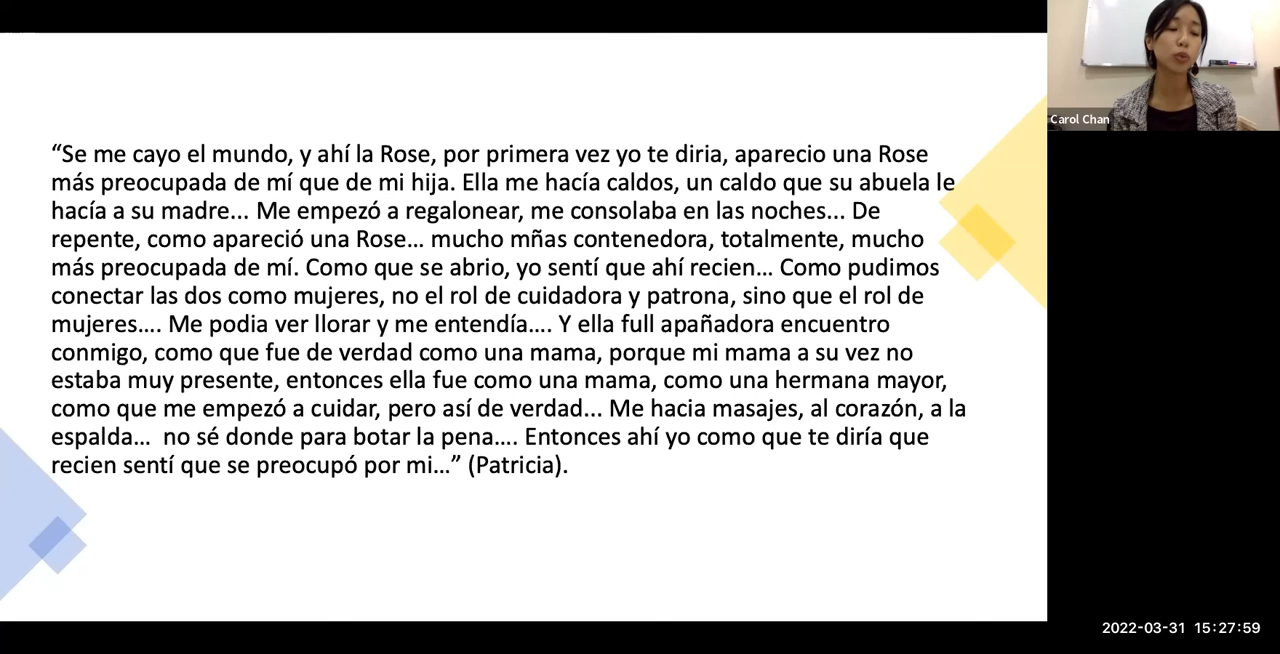 “Se me cayo el mundo, y ahí la Rose, por primera vez yo te diria, aparecio una Rose
más preocupada de mí que de mi hija. Ella me hacía caldos, un caldo que su abuela le
hacía a su madre... Me empezó a regalonear, me consolaba en las noches... De
repente, como apareció una Rose... mucho mñas contenedora, totalmente, mucho
más preocupada de mí. Como que se abrio, yo sentí que ahí recien... Como pudimos
conectar las dos como mujeres, no el rol de cuidadora y patrona, sino que el rol de
mujeres.... Me podia ver llorar y me entendía.... Y ella full apañadora encuentro
conmigo, como que fue de verdad como una mama, porque mi mama a su vez no
estaba muy presente, entonces ella fue como una mama, como una hermana mayor,
como que me empezó a cuidar, pero así de verdad... Me hacia masajes, al corazón, a la
espalda... no sé donde para botar la pena.... Entonces ahí yo como que te diría que
recien sentí que se preocupó por mi...” (Patricia).
Carol Chan
2022-03-31 15:27:59